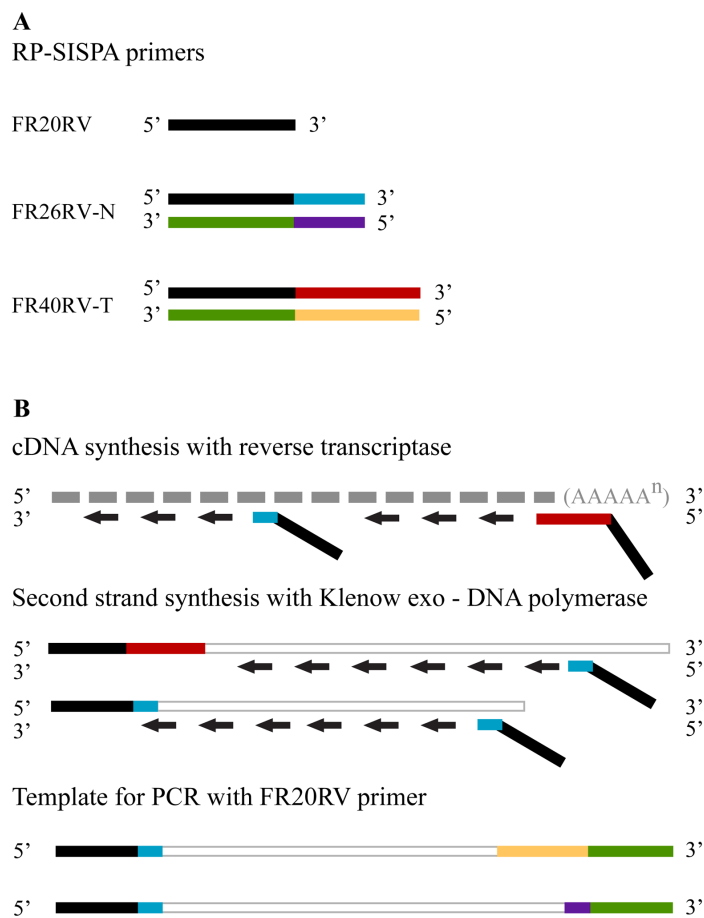 A
RP-SISPA primers
FR20RV 5’ 3’
5’ 3’
FR26RV-N
3’ 5’
5’ 3’
FR40RV-T
3’ 5’
B
cDNA synthesis with reverse transcriptase
5’ (AAAAAⁿ) 3’
3’ 5’
Second strand synthesis with Klenow exo - DNA polymerase
5’ 3’
3’ 5’
5’ 3’
3’ 5’
Template for PCR with FR20RV primer
5’ 3’
5’ 3’